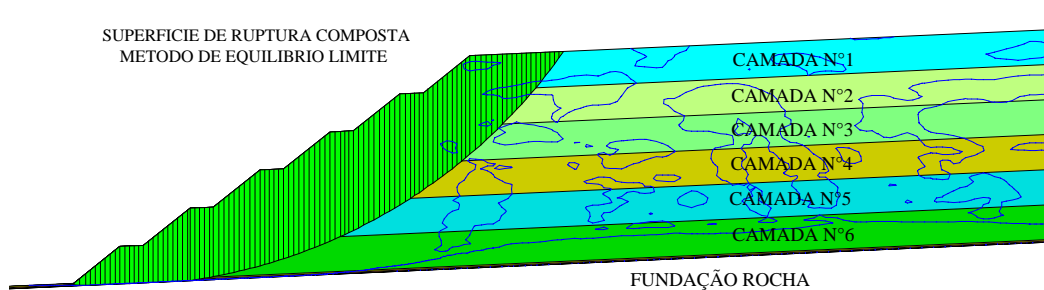 SUPERFICIE DE RUPTURA COMPOSTA
METODO DE EQUILIBRIO LIMITE
CAMADA N°1
CAMADA N°2
CAMADA N°3
CAMADA N°4
CAMADA N°5
CAMADA N°6
FUNDAÇÃO ROCHA